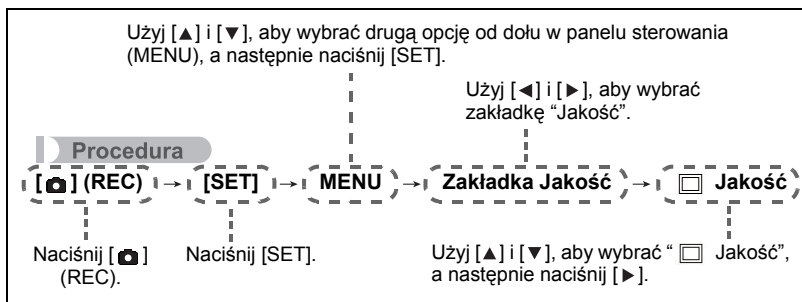 Użyj [▲] i [▼], aby wybrać drugą opcję od dołu w panelu sterowania
(MENU), a następnie naciśnij [SET].
Użyj [◄] i [►], aby wybrać
zakładkę “Jakość”.
Procedura
[📷] (REC) → [SET] → MENU → Zakładka Jakość → □ Jakość
Naciśnij [📷]
(REC).
Naciśnij [SET].
Użyj [▲] i [▼], aby wybrać “ □ Jakość”,
a następnie naciśnij [►].